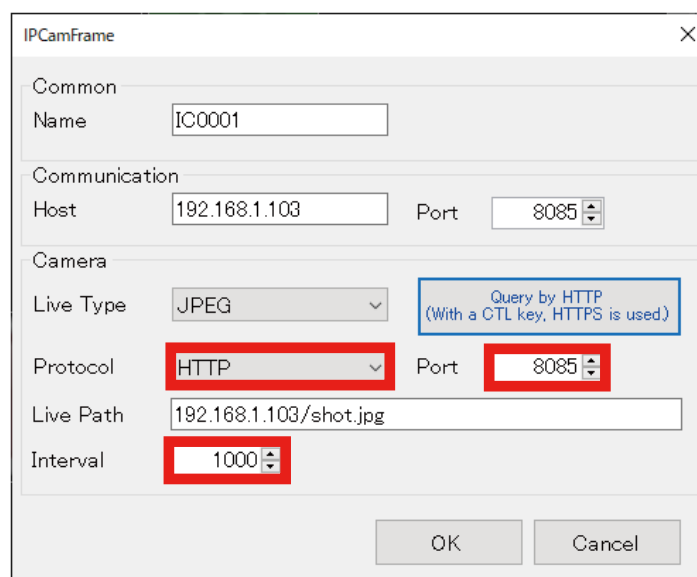 IPCamFrame
Common
Name IC0001
Communication
Host 192.168.1.103 Port 8085
Camera
Live Type JPEG Query by HTTP
(With a CTL key, HTTPS is used.)
Protocol HTTP Port 8085
Live Path 192.168.1.103/shot.jpg
Interval 1000
OK Cancel